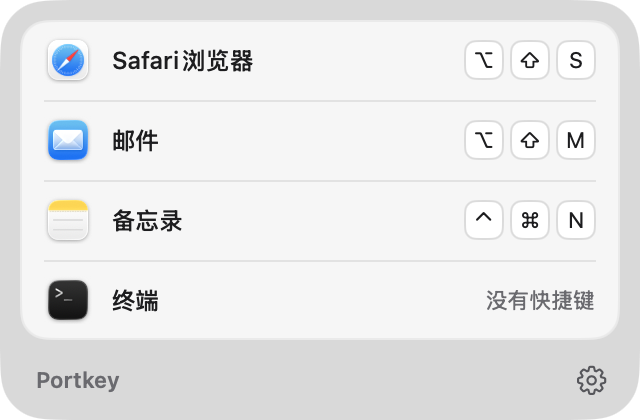 Safari浏览器 ⌥ ⇧ S
邮件 ⌥ ⇧ M
备忘录 ^ ⌘ N
>_ 终端 没有快捷键
Portkey